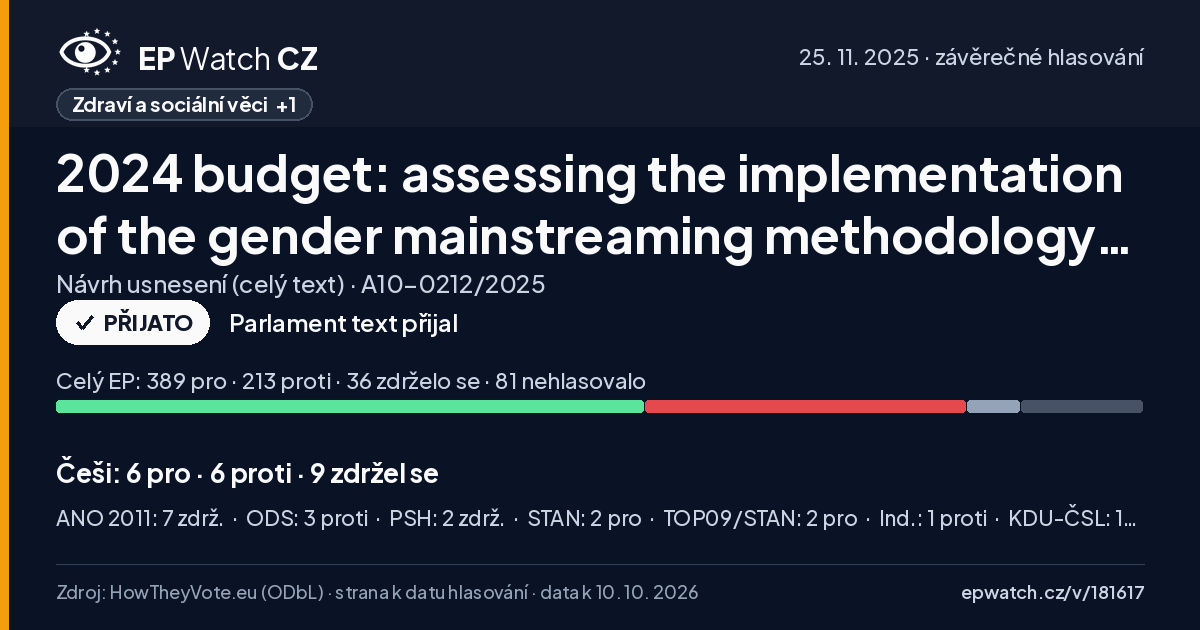 EP Watch CZ
25. 11. 2025 · závěrečné hlasování
Zdraví a sociální věci +1
2024 budget: assessing the implementation
of the gender mainstreaming methodology…
Návrh usnesení (celý text) · A10-0212/2025
✓ PŘIJATO Parlament text přijal
Celý EP: 389 pro · 213 proti · 36 zdrželo se · 81 nehlasovalo
Češi: 6 pro · 6 proti · 9 zdržel se
ANO 2011: 7 zdrž. · ODS: 3 proti · PSH: 2 zdrž. · STAN: 2 pro · TOP09/STAN: 2 pro · Ind.: 1 proti · KDU-ČSL: 1…
Zdroj: HowTheyVote.eu (ODbL) · strana k datu hlasování · data k 10. 10. 2026
epwatch.cz/v/181617